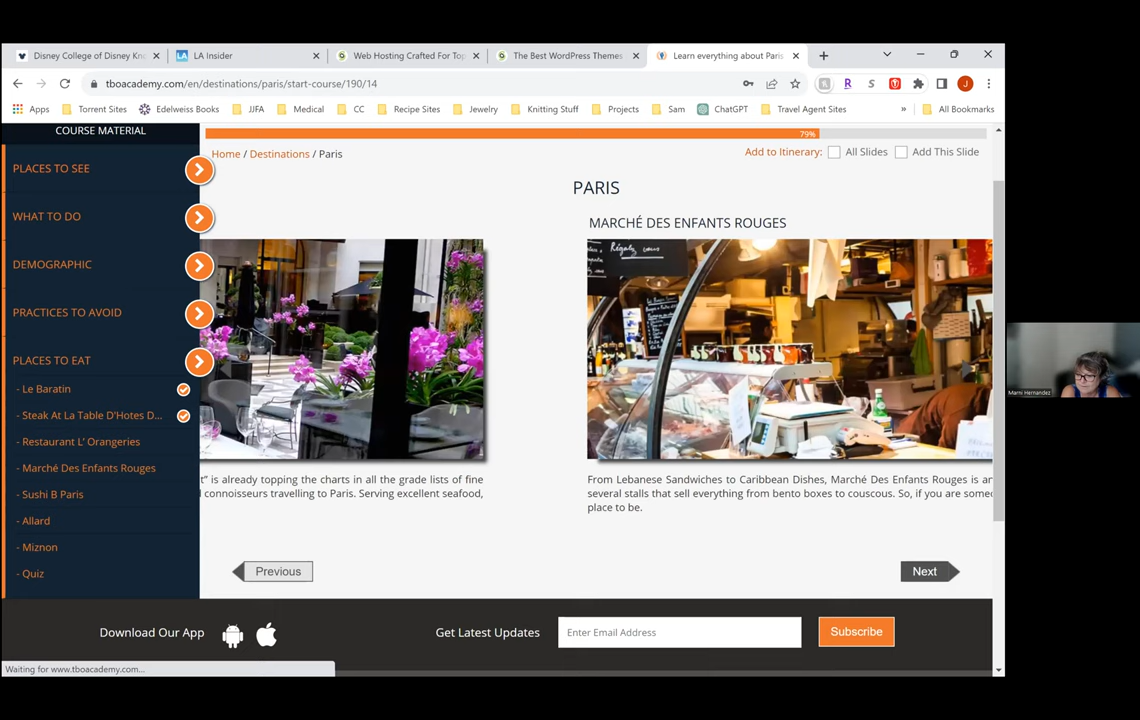 Disney College of Disney Kno
LA Insider
Web Hosting Crafted For Top
The Best WordPress Themes
Learn everything about Paris
tboacademy.com/en/destinations/paris/start-course/190/14
Apps
Torrent Sites
Edelweiss Books
JJFA
Medical
CC
Recipe Sites
Jewelry
Knitting Stuff
Projects
Sam
ChatGPT
Travel Agent Sites
All Bookmarks
COURSE MATERIAL
79%
Home / Destinations / Paris
Add to Itinerary:
All Slides
Add This Slide
PARIS
PLACES TO SEE
WHAT TO DO
DEMOGRAPHIC
PRACTICES TO AVOID
PLACES TO EAT
- Le Baratin
- Steak At La Table D'Hotes D...
- Restaurant L' Orangeries
- Marché Des Enfants Rouges
- Sushi B Paris
- Allard
- Miznon
- Quiz
MARCHÉ DES ENFANTS ROUGES
t" is already topping the charts in all the grade lists of fine
connoisseurs travelling to Paris. Serving excellent seafood,
From Lebanese Sandwiches to Caribbean Dishes, Marché Des Enfants Rouges is
several stalls that sell everything from bento boxes to couscous. So, if you are
place to be.
Previous
Next
Download Our App
Get Latest Updates
Enter Email Address
Subscribe
Waiting for www.tboacademy.com...
Marni Hernandez